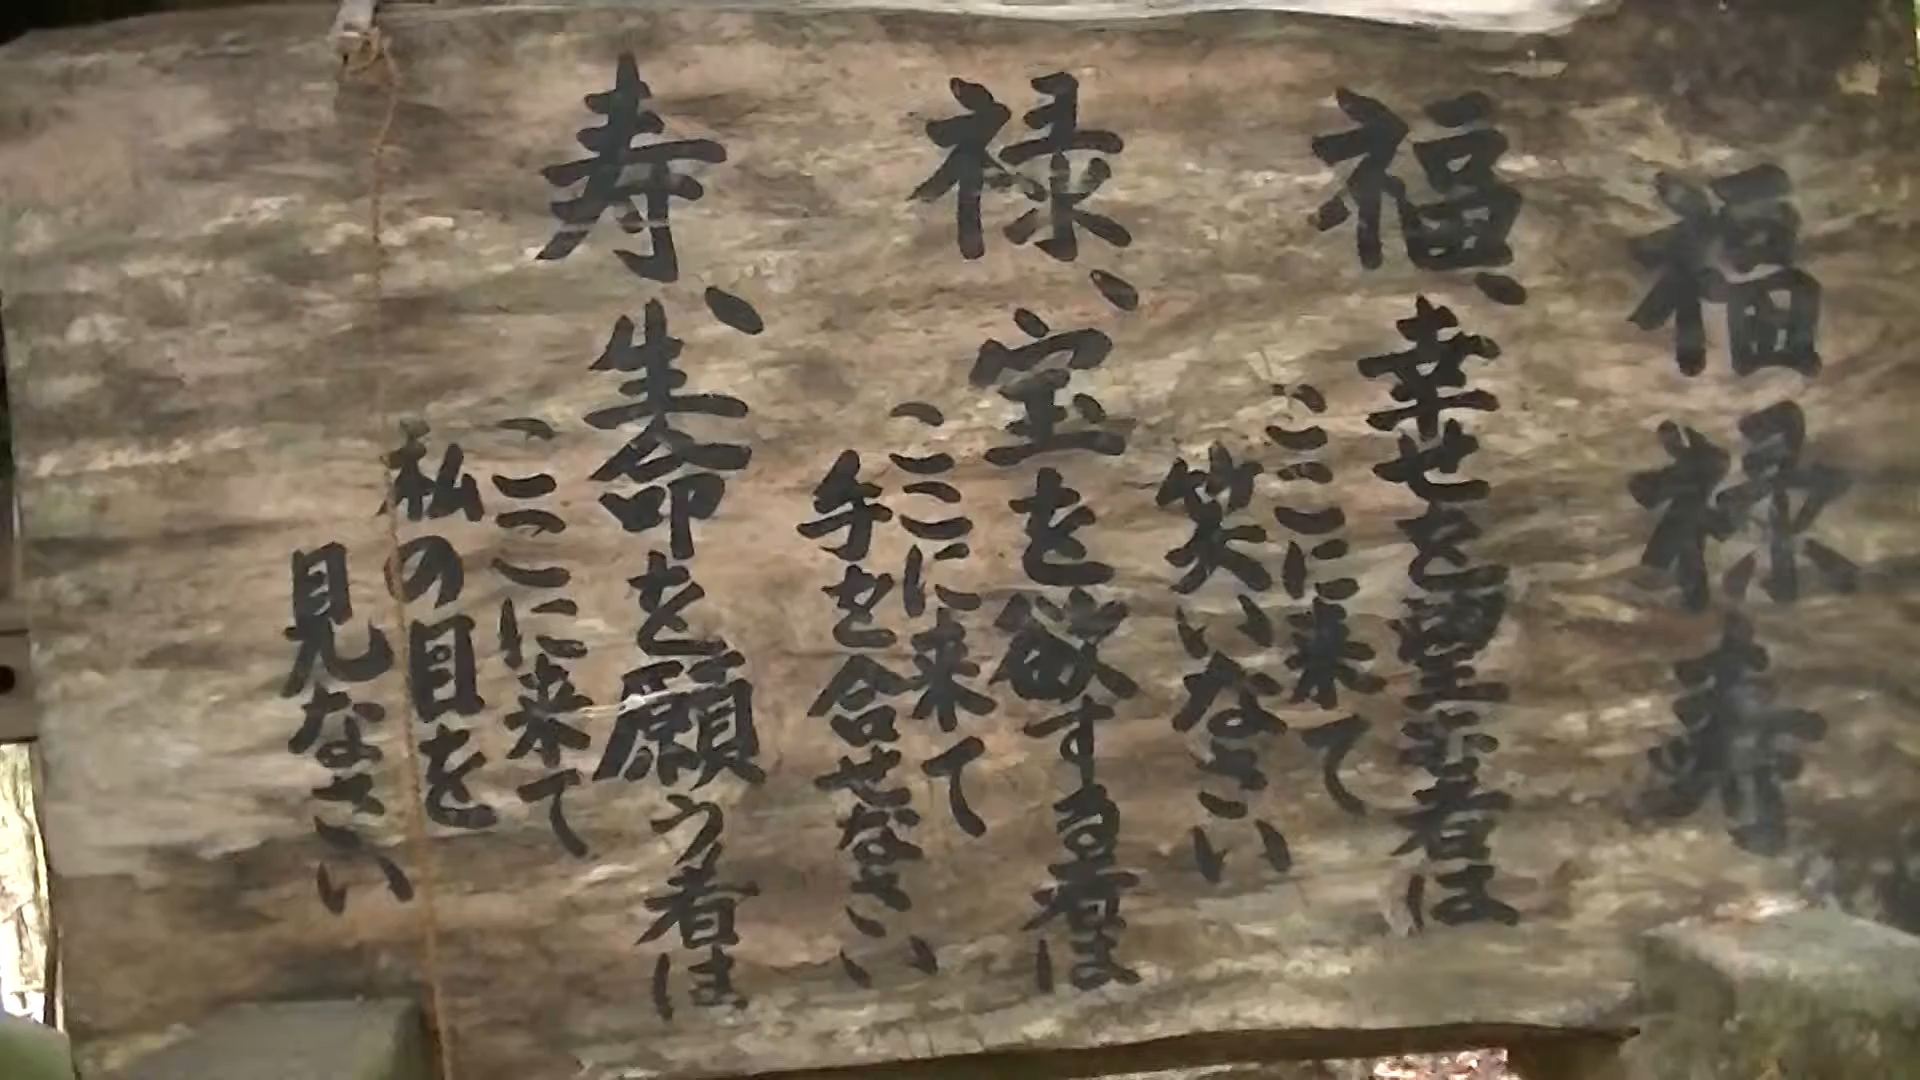 福禄寿
福、幸せを望む者は
ここに来て
笑いなさい
禄、宝を欲する者は
ここに来て
手を合せなさい
寿、生命を願う者は
ここに来て
私の目を
見なさい